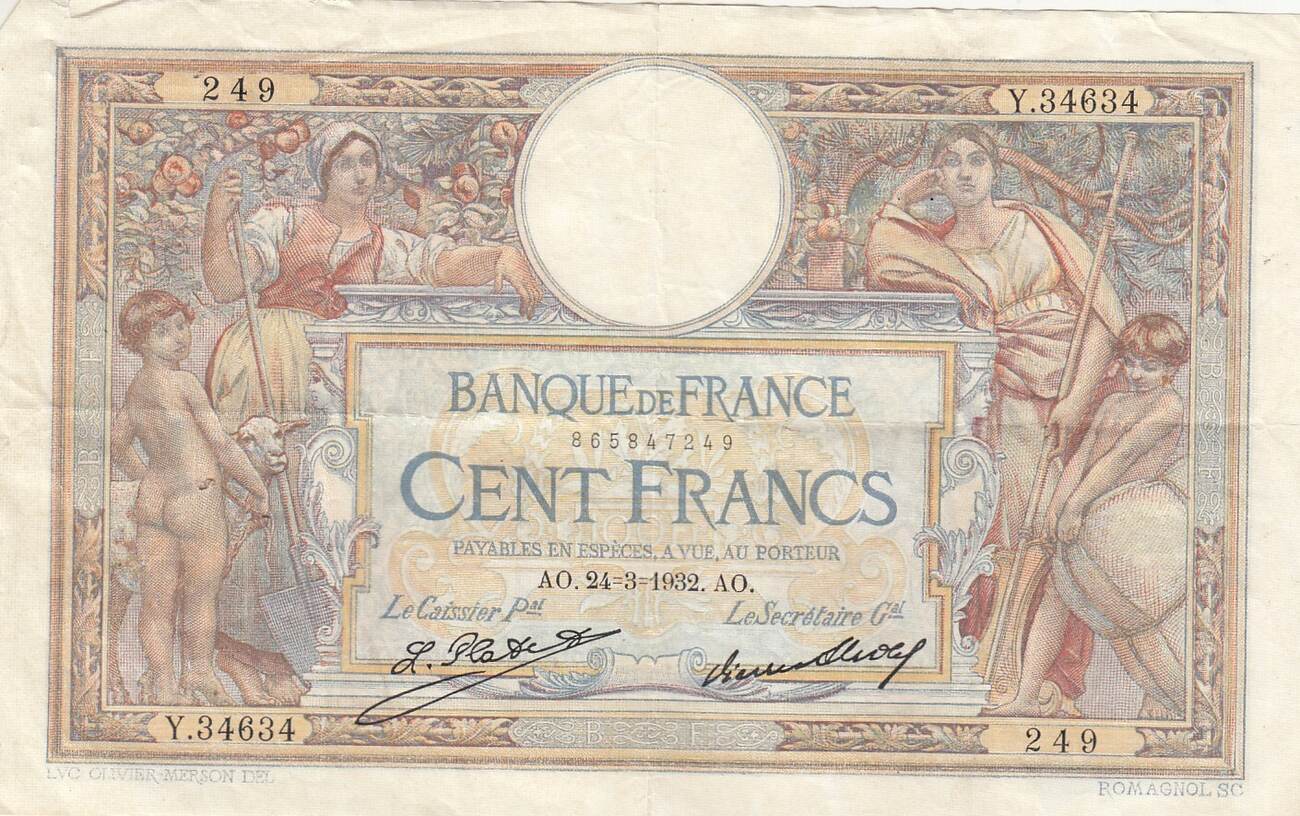 249
Y.34634
BANQUE DE FRANCE
865847249
CENT FRANCS
PAYABLES EN ESPÈCES, A VUE, AU PORTEUR
AO. 24=3=1932. AO.
Le Caissier Pal
Le Secrétaire Gal
L. Platet
Y.34634
B F
249
LVC OLIVIER-MERSON DEL
ROMAGNOL SC